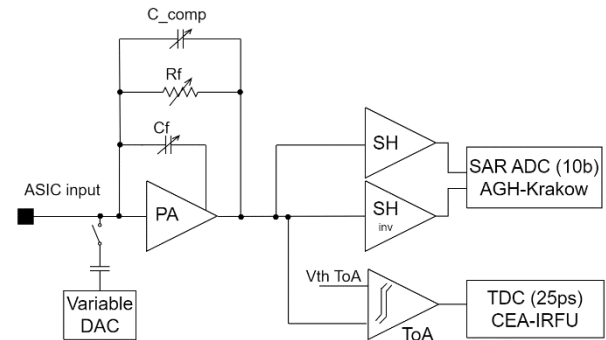 C_comp
Rf
Cf
ASIC input
PA
Variable
DAC
SH
SH
inv
SAR ADC (10b)
AGH-Krakow
Vth ToA
ToA
TDC (25ps)
CEA-IRFU